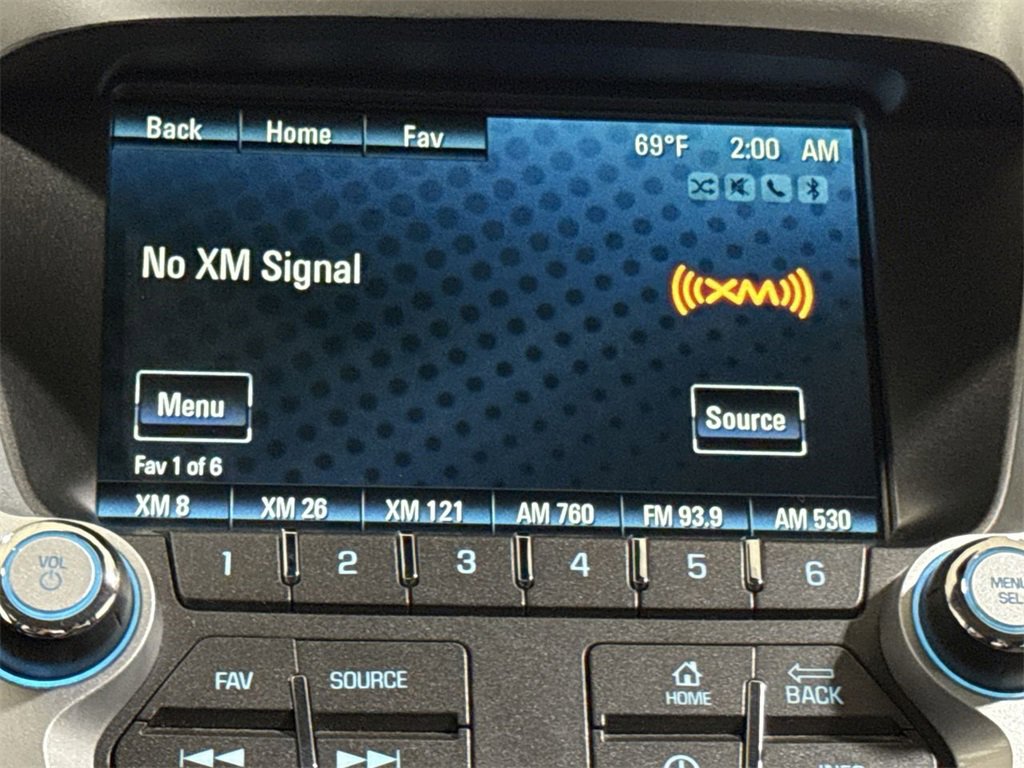 Back Home Fav 69°F 2:00 AM
No XM Signal
((XM))
Menu Source
Fav 1 of 6
XM 8 XM 26 XM 121 AM 760 FM 93.9 AM 530
1 2 3 4 5 6
VOL
MENU
SEL
FAV SOURCE HOME BACK